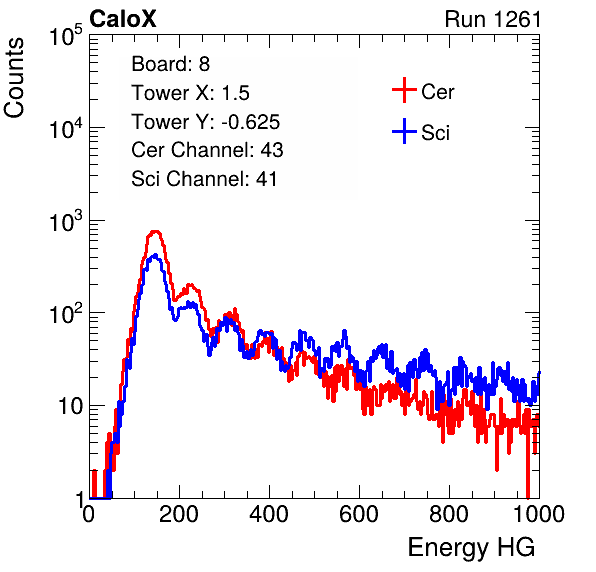 CaloX Run 1261
Counts
10^5
10^4
10^3
10^2
10
1
Board: 8
Tower X: 1.5
Tower Y: -0.625
Cer Channel: 43
Sci Channel: 41
Cer
Sci
0 200 400 600 800 1000
Energy HG